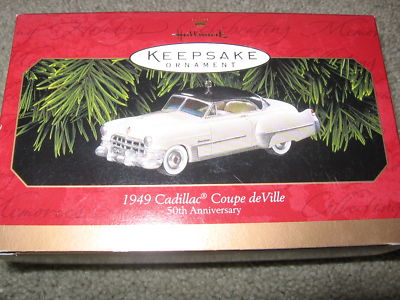 Hallmark
KEEPSAKE
ORNAMENT
1949 Cadillac® Coupe deVille
50th Anniversary